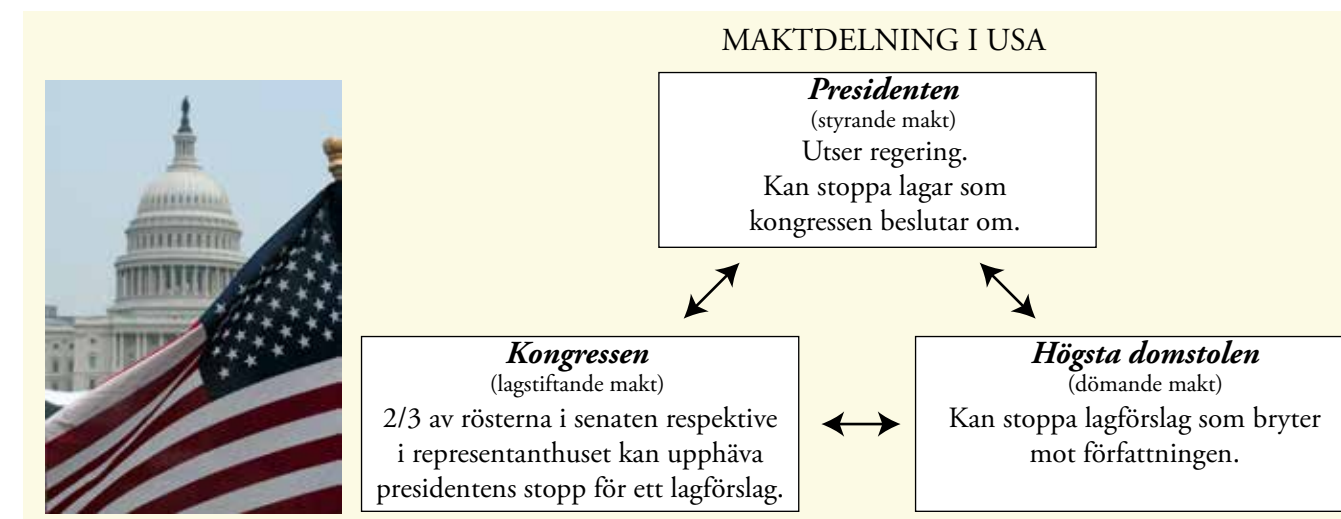 MAKTDELNING I USA
Presidenten
(styrande makt)
Utser regering.
Kan stoppa lagar som
kongressen beslutar om.
Kongressen
(lagstiftande makt)
2/3 av rösterna i senaten respektive
i representanthuset kan upphäva
presidentens stopp för ett lagförslag.
Högsta domstolen
(dömande makt)
Kan stoppa lagförslag som bryter
mot författningen.